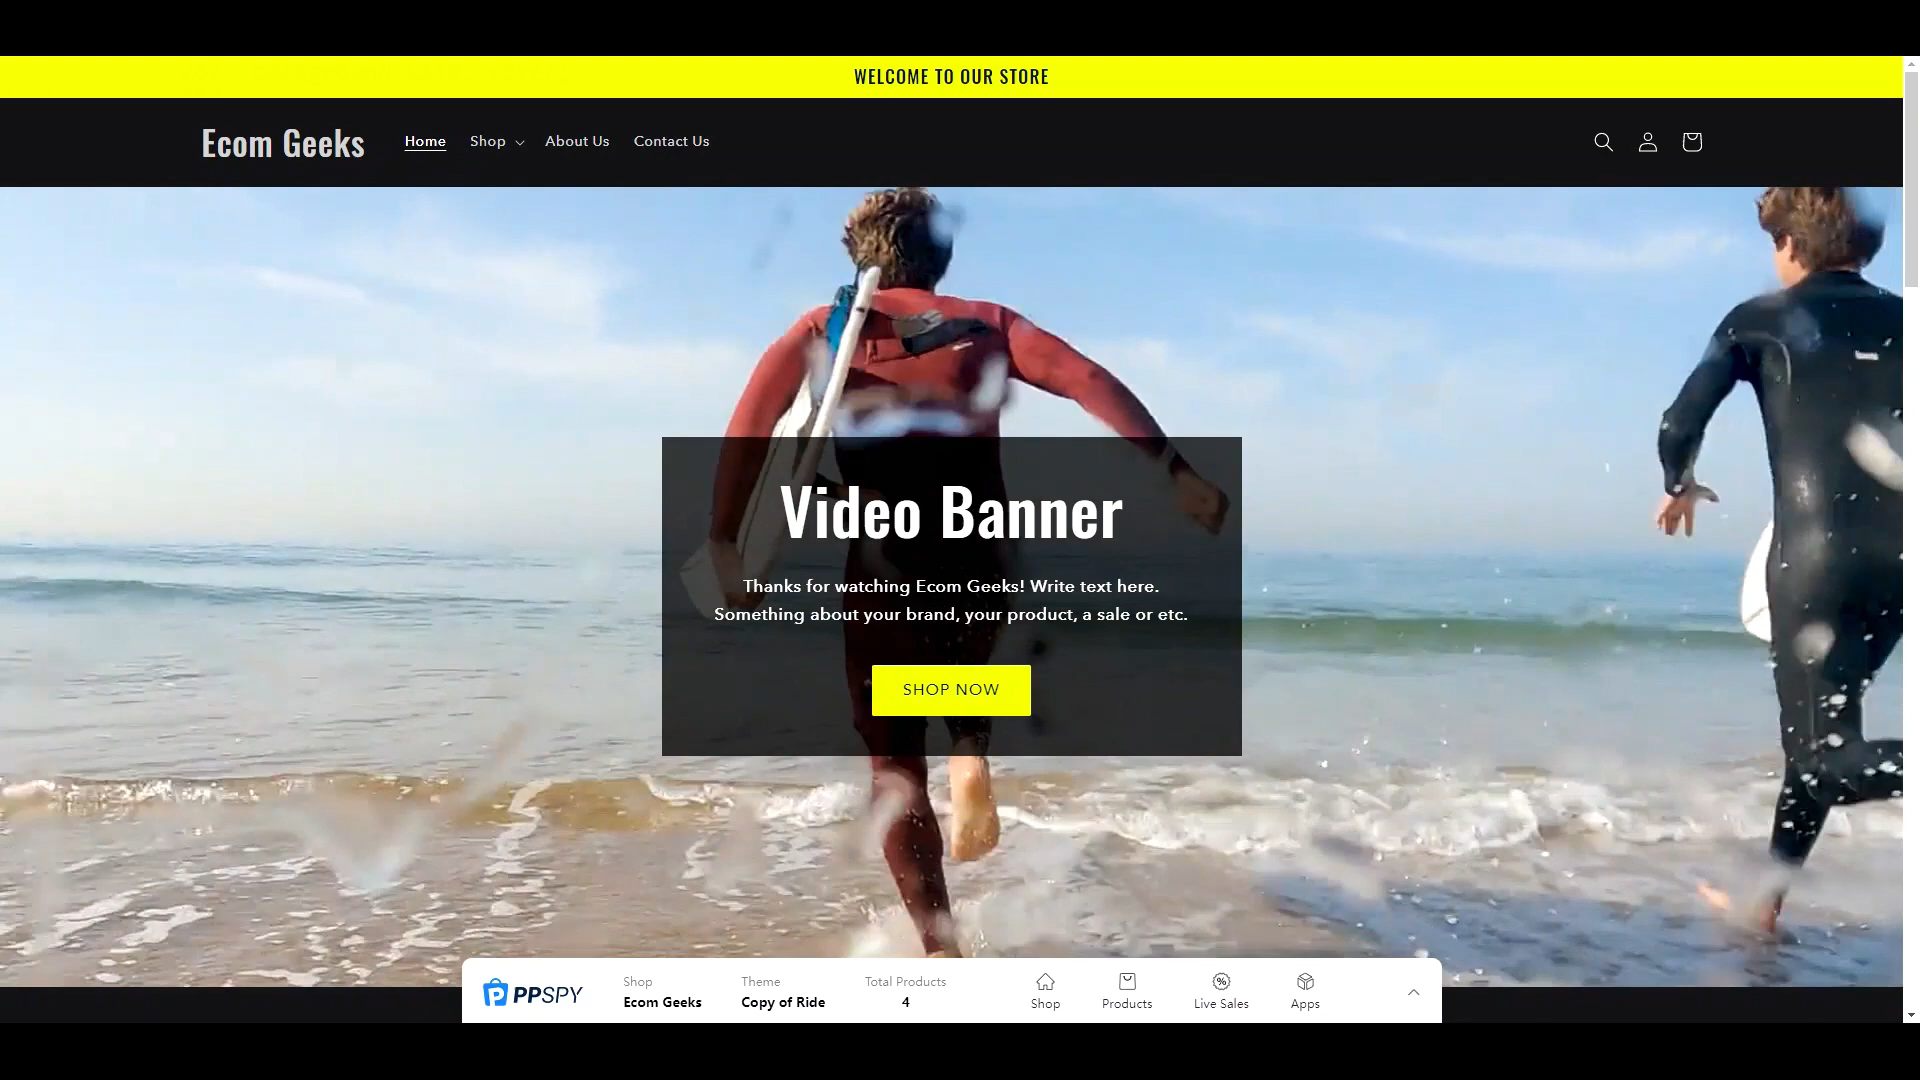 WELCOME TO OUR STORE
Ecom Geeks Home Shop About Us Contact Us
Video Banner
Thanks for watching Ecom Geeks! Write text here.
Something about your brand, your product, a sale or etc.
SHOP NOW
PPSPY
Shop Theme Total Products
Ecom Geeks Copy of Ride 4
Shop Products Live Sales Apps